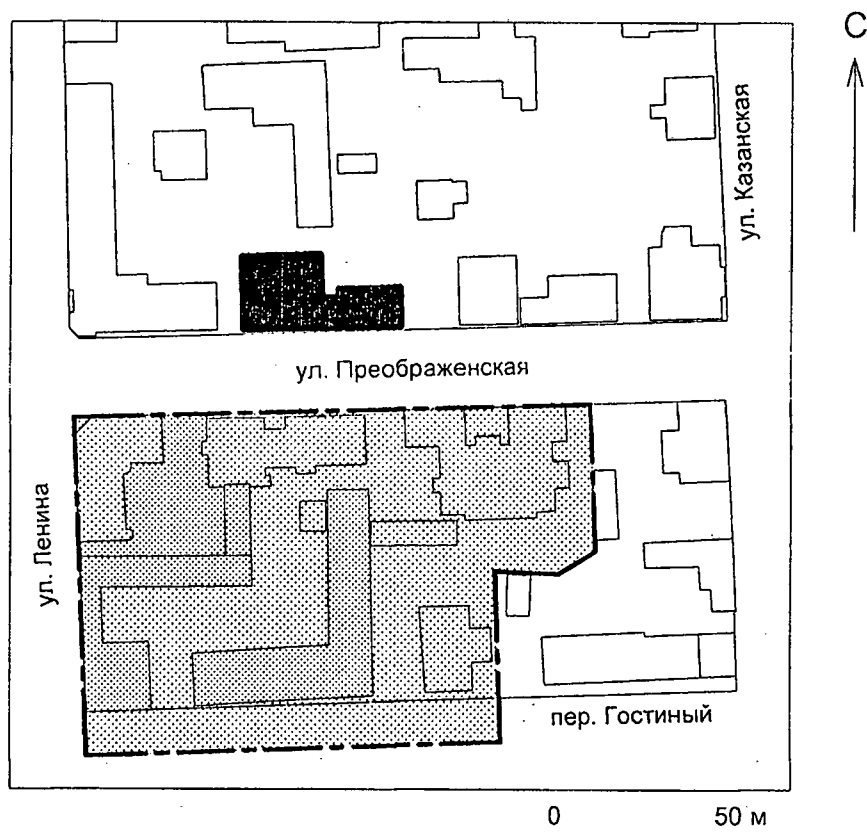 С
ул. Казанская
ул. Преображенская
ул. Ленина
пер. Гостиный
0 50 м